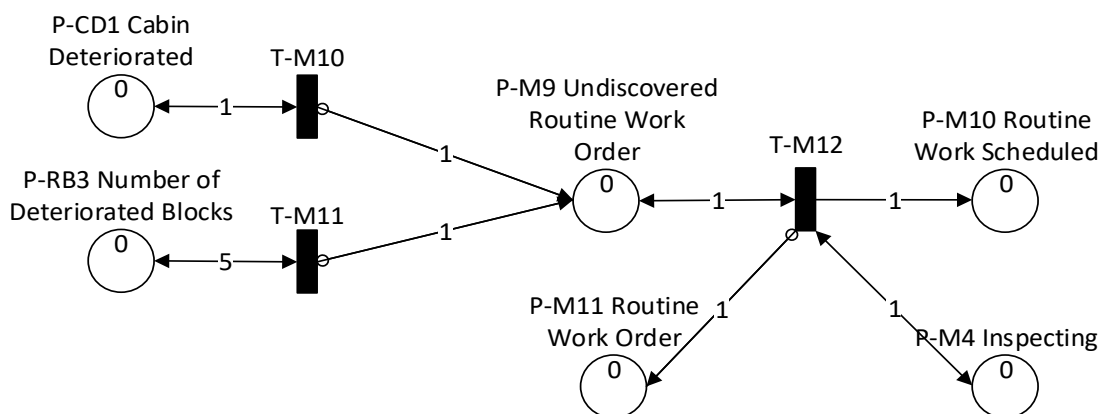 P-CD1 Cabin
Deteriorated
0
1
T-M10
1
P-RB3 Number of
Deteriorated Blocks
0
5
T-M11
1
P-M9 Undiscovered
Routine Work
Order
0
1
T-M12
1
P-M10 Routine
Work Scheduled
0
P-M11 Routine
Work Order
0
1
1
P-M4 Inspecting
0